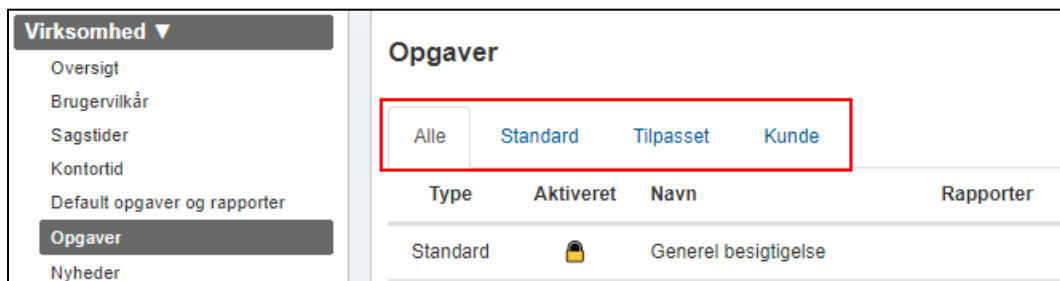 Virksomhed ▼
Oversigt
Brugervilkår
Sagstider
Kontortid
Default opgaver og rapporter
Opgaver
Nyheder
Opgaver
Alle Standard Tilpasset Kunde
Type Aktiveret Navn Rapporter
Standard Generel besigtigelse